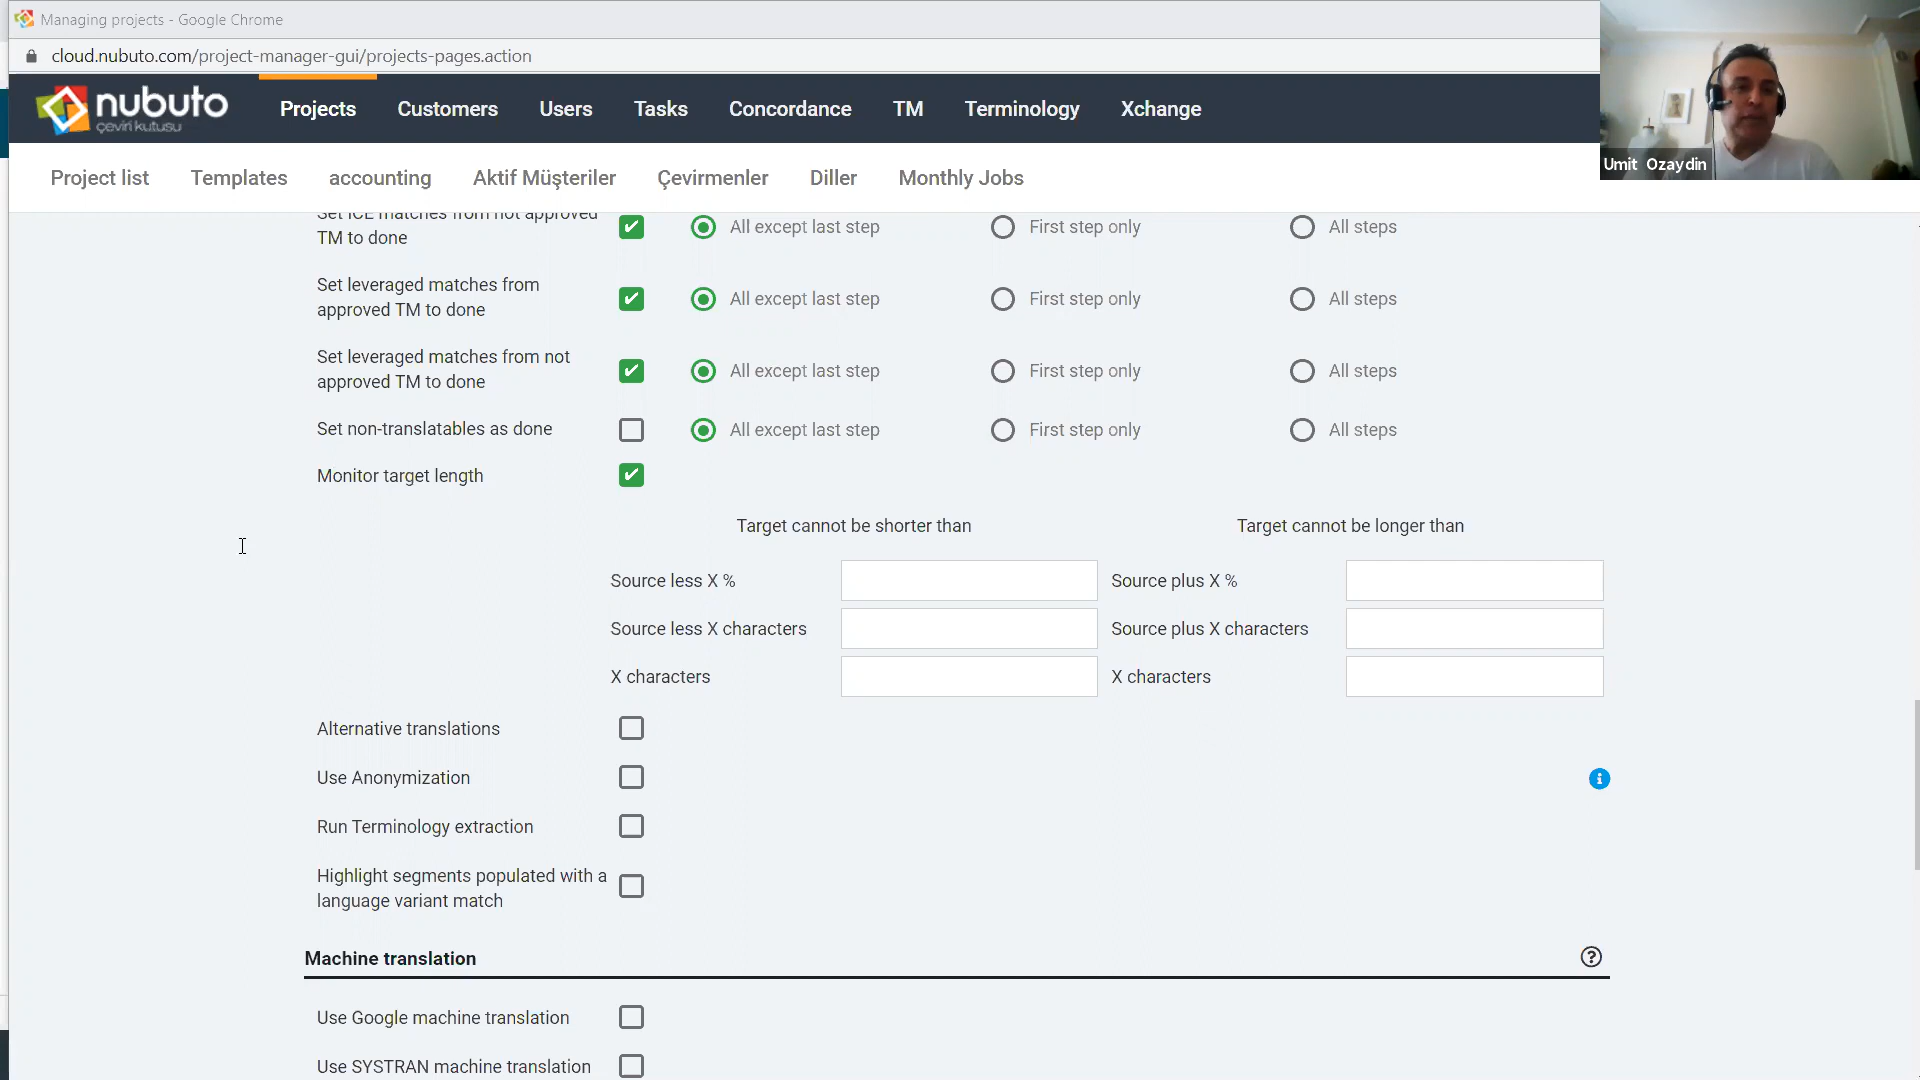 Managing projects - Google Chrome
cloud.nubuto.com/project-manager-gui/projects-pages.action
nubuto
çeviri kutusu
Projects Customers Users Tasks Concordance TM Terminology Xchange
Umit Ozaydin
Project list Templates accounting Aktif Müşteriler Çevirmenler Diller Monthly Jobs
Set ICE matches from not approved
TM to done All except last step First step only All steps
Set leveraged matches from
approved TM to done All except last step First step only All steps
Set leveraged matches from not
approved TM to done All except last step First step only All steps
Set non-translatables as done All except last step First step only All steps
Monitor target length
Target cannot be shorter than Target cannot be longer than
Source less X % Source plus X %
Source less X characters Source plus X characters
X characters X characters
Alternative translations
Use Anonymization
Run Terminology extraction
Highlight segments populated with a
language variant match
Machine translation
Use Google machine translation
Use SYSTRAN machine translation